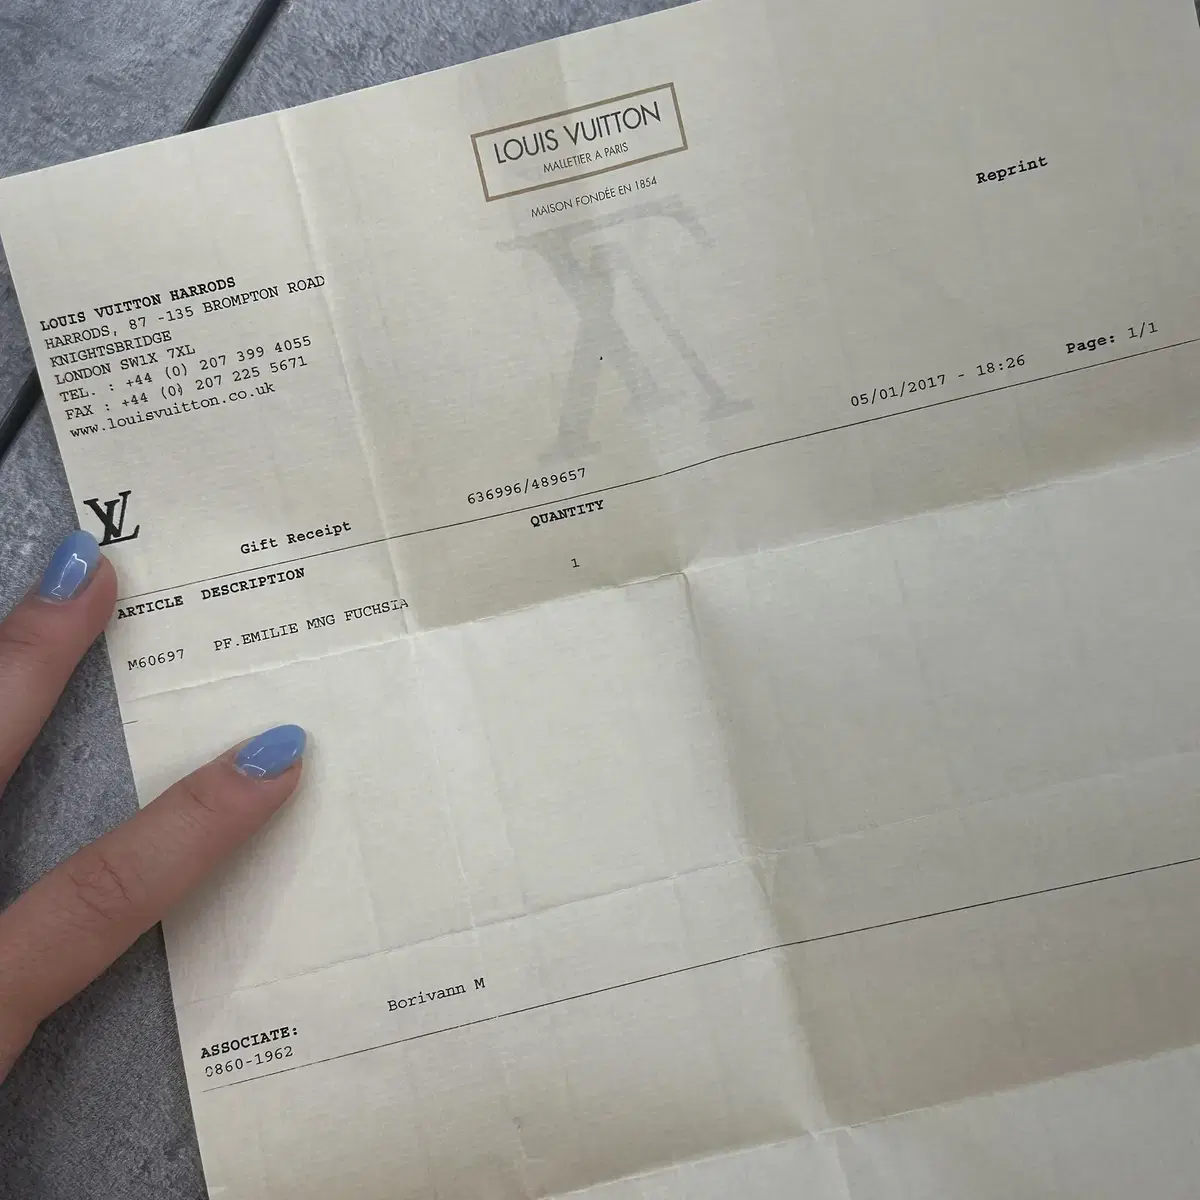 LOUIS VUITTON
MALLETIER A PARIS
MAISON FONDÉE EN 1854
Reprint
LOUIS VUITTON HARRODS
HARRODS, 87 -135 BROMPTON ROAD
KNIGHTSBRIDGE
LONDON SW1X 7XL
TEL. : +44 (0) 207 399 4055
FAX : +44 (0) 207 225 5671
www.louisvuitton.co.uk
LV
Gift Receipt 636996/489657 05/01/2017 - 18:26 Page: 1/1
ARTICLE DESCRIPTION QUANTITY
M60697 PF.EMILIE MNG FUCHSIA 1
ASSOCIATE: Borivann M
0860-1962